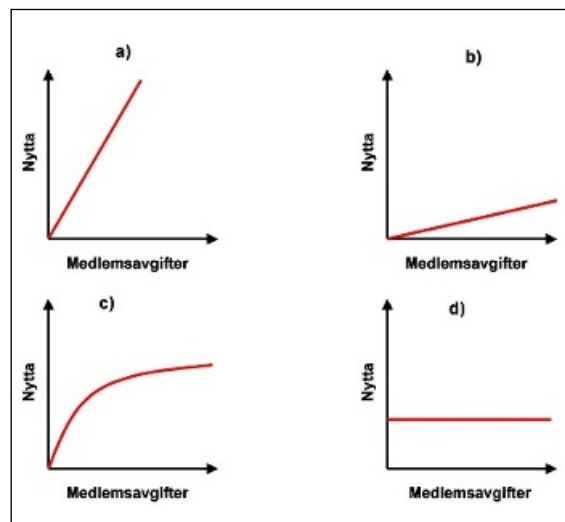 a)
Nytta
Medlemsavgifter
b)
Nytta
Medlemsavgifter
c)
Nytta
Medlemsavgifter
d)
Nytta
Medlemsavgifter